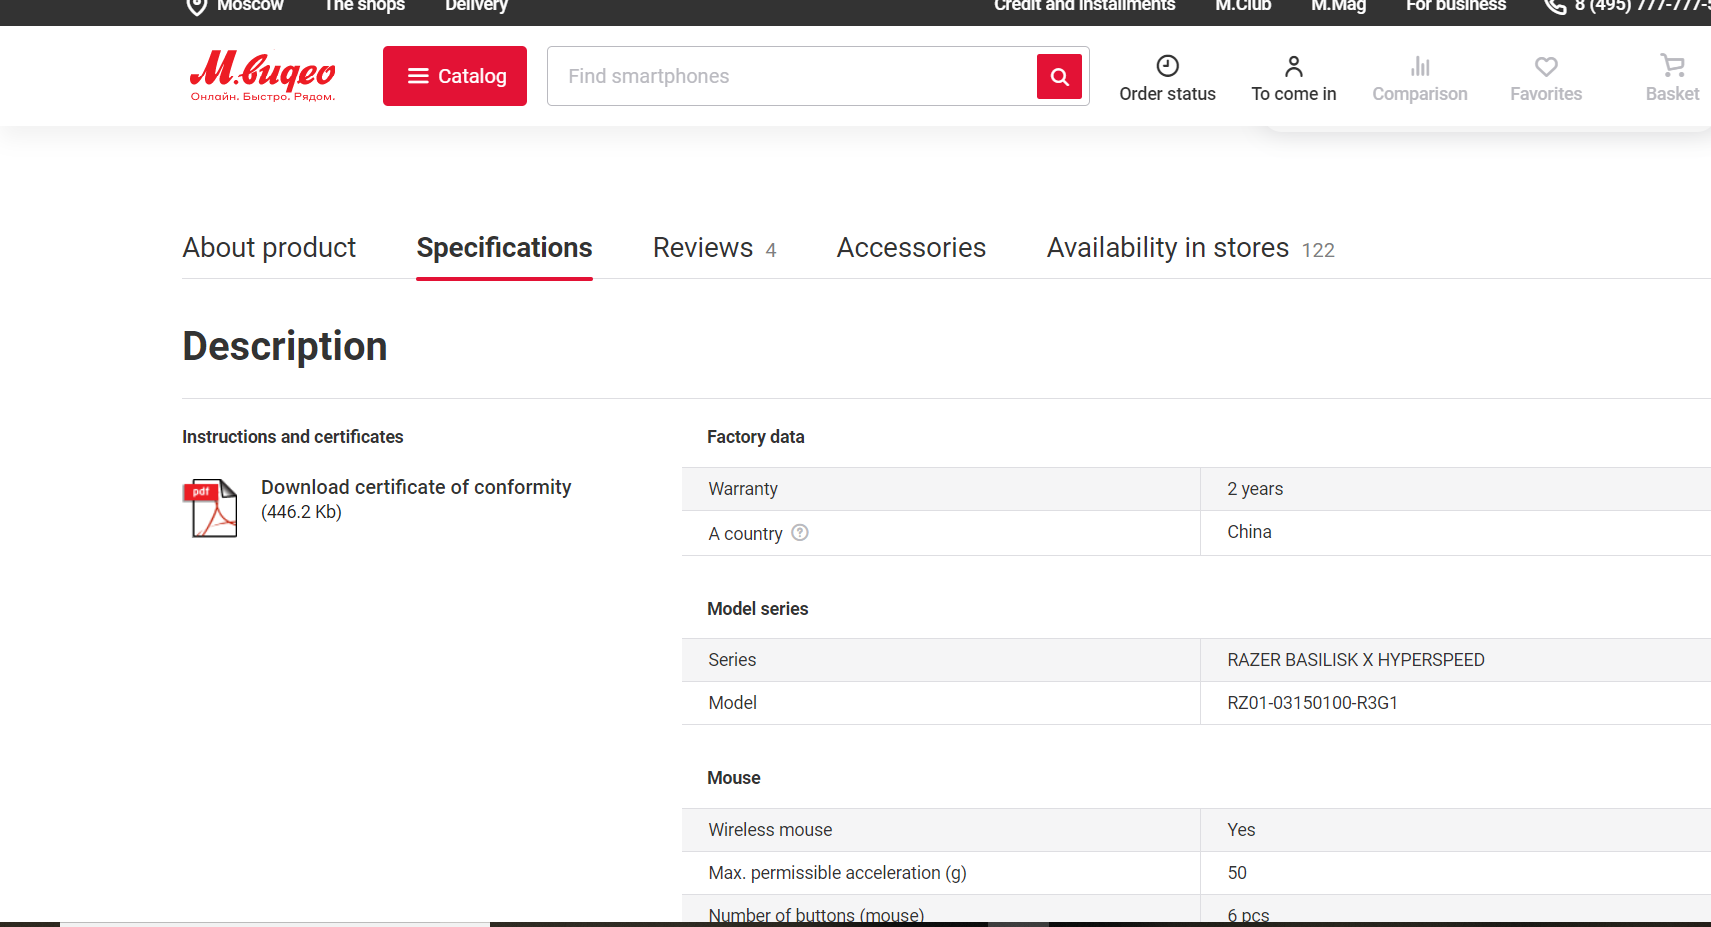 Moscow The shops Delivery Credit and installments M.Club M.Mag For business 8 (495) 777-777-5
М.видео
Онлайн. Быстро. Рядом.
Catalog
Find smartphones
Order status To come in Comparison Favorites Basket
About product Specifications Reviews 4 Accessories Availability in stores 122
Description
Instructions and certificates
pdf
Download certificate of conformity
(446.2 Kb)
Factory data
Warranty 2 years
A country ? China
Model series
Series RAZER BASILISK X HYPERSPEED
Model RZ01-03150100-R3G1
Mouse
Wireless mouse Yes
Max. permissible acceleration (g) 50
Number of buttons (mouse) 6 pcs